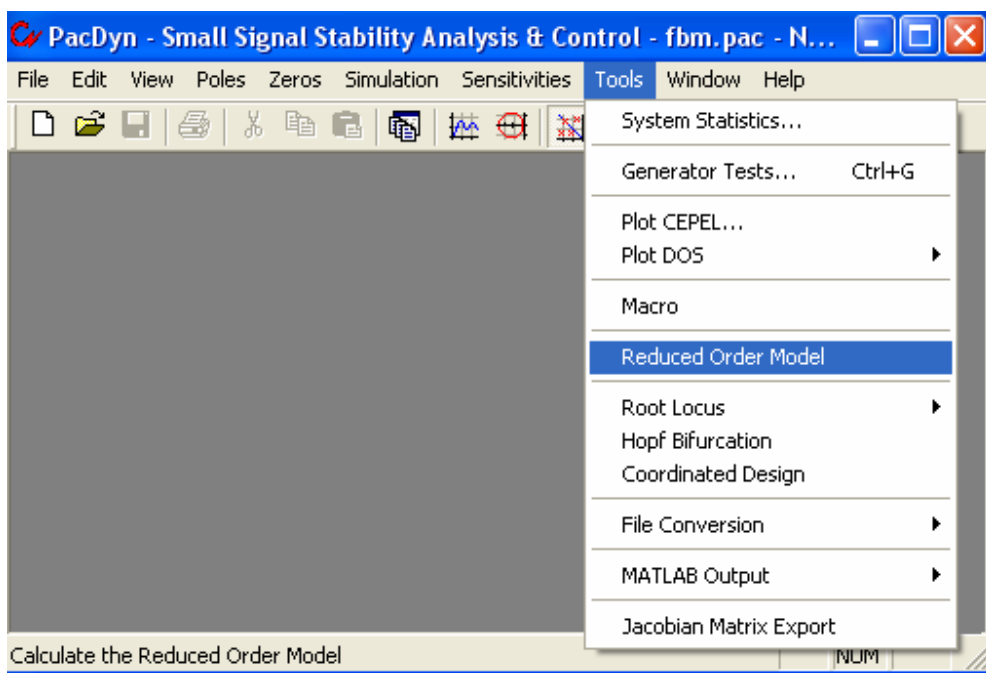 PacDyn - Small Signal Stability Analysis & Control - fbm.pac - N...
File Edit View Poles Zeros Simulation Sensitivities Tools Window Help
System Statistics...
Generator Tests... Ctrl+G
Plot CEPEL...
Plot DOS
Macro
Reduced Order Model
Root Locus
Hopf Bifurcation
Coordinated Design
File Conversion
MATLAB Output
Jacobian Matrix Export
Calculate the Reduced Order Model NUM